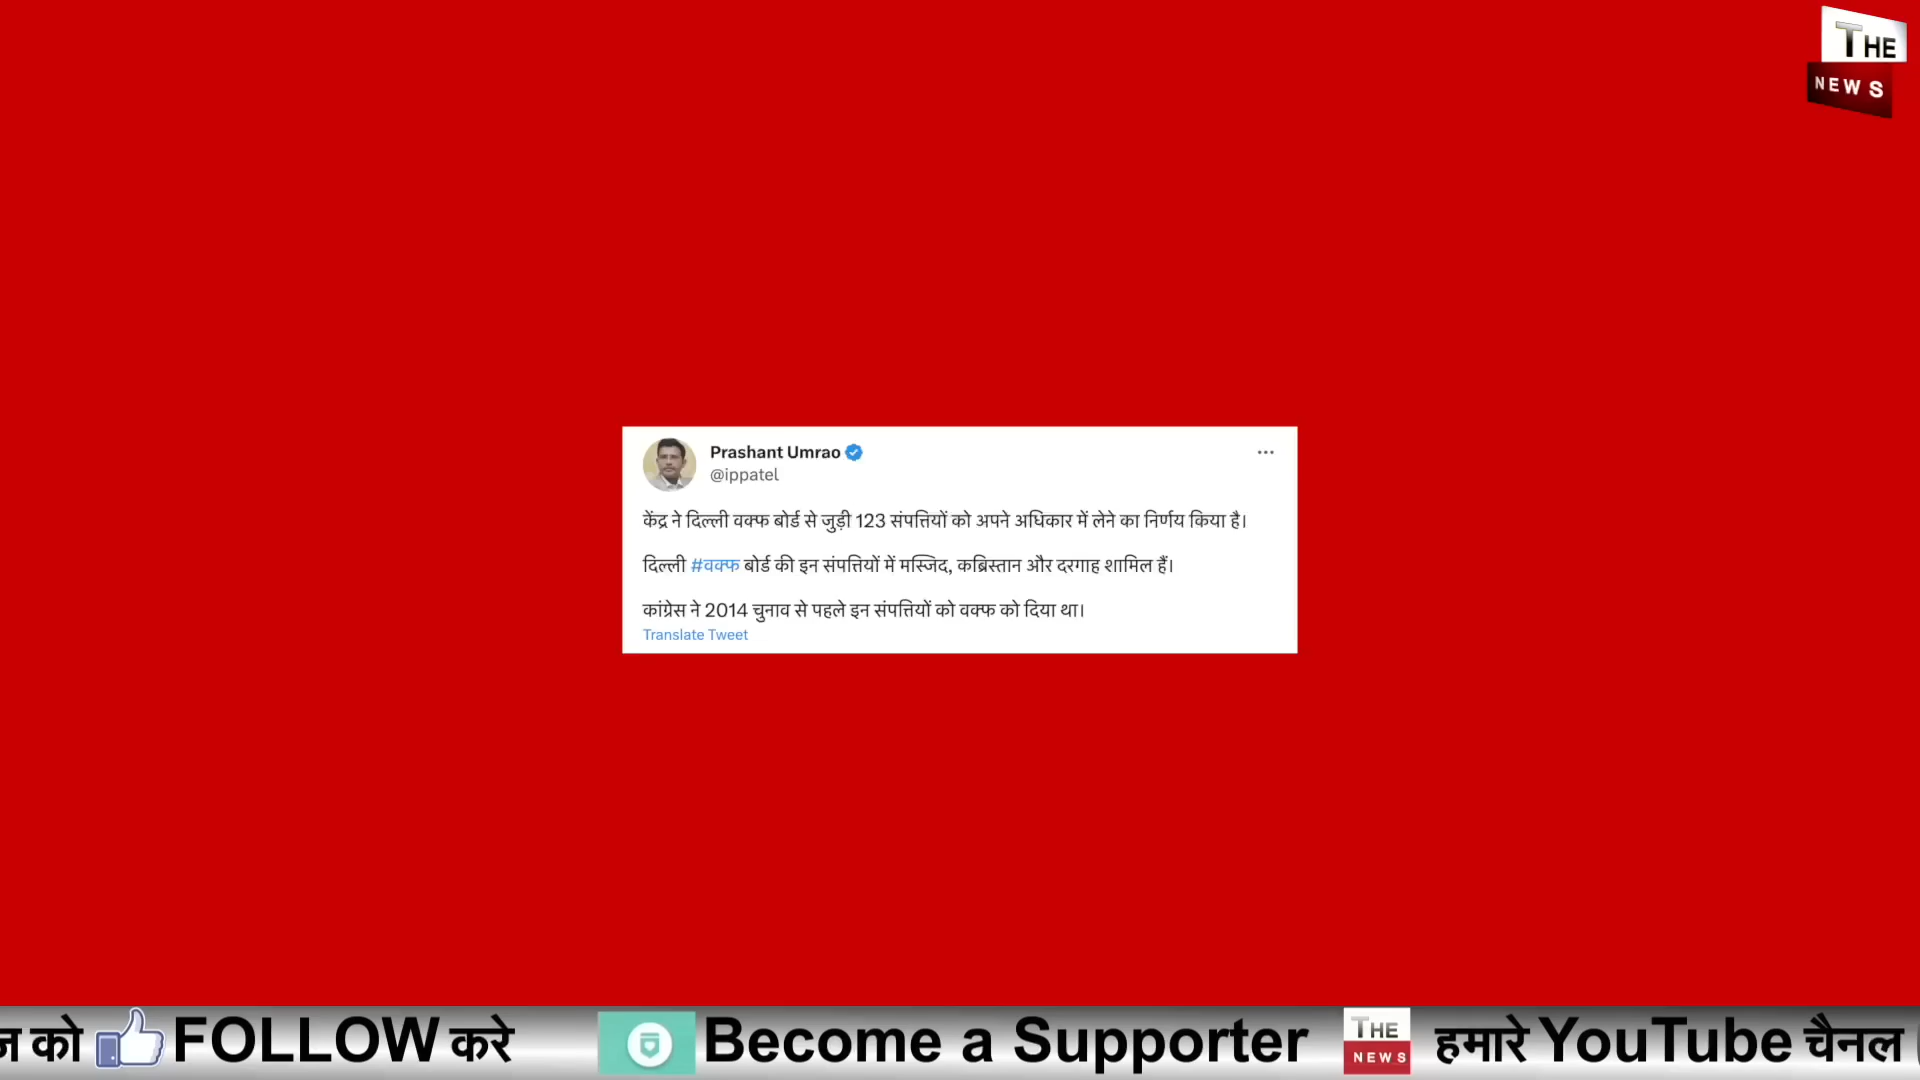 THE
NEWS
Prashant Umrao
@ippatel
केंद्र ने दिल्ली वक्फ बोर्ड से जुड़ी 123 संपत्तियों को अपने अधिकार में लेने का निर्णय किया है।
दिल्ली #वक्फ बोर्ड की इन संपत्तियों में मस्जिद, कब्रिस्तान और दरगाह शामिल हैं।
कांग्रेस ने 2014 चुनाव से पहले इन संपत्तियों को वक्फ को दिया था।
Translate Tweet
को FOLLOW करे Become a Supporter THE NEWS हमारे YouTube चैनल